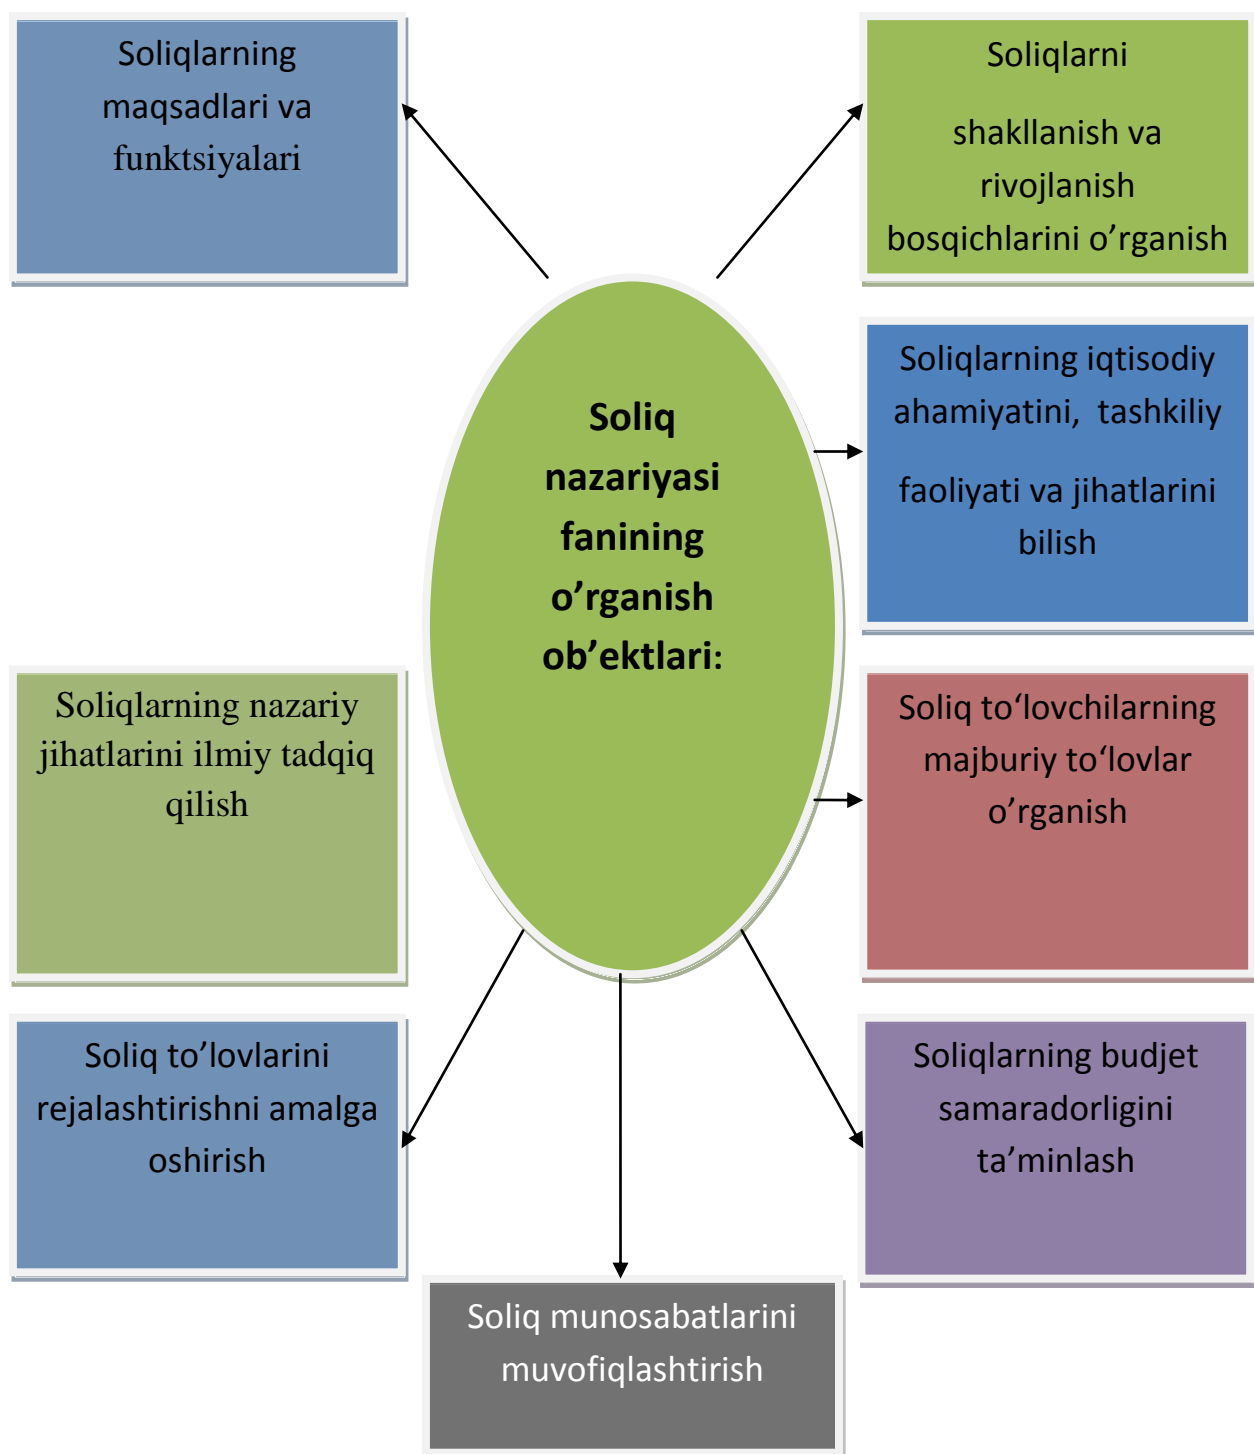 Soliqlarning
maqsadlari va
funktsiyalari
Soliqlarni
shakllanish va
rivojlanish
bosqichlarini o’rganish
Soliq
nazariyasi
fanining
o’rganish
ob’ektlari:
Soliqlarning iqtisodiy
ahamiyatini, tashkiliy
faoliyati va jihatlarini
bilish
Soliqlarning nazariy
jihatlarini ilmiy tadqiq
qilish
Soliq to‘lovchilarning
majburiy to‘lovlar
o’rganish
Soliq to’lovlarini
rejalashtirishni amalga
oshirish
Soliqlarning budjet
samaradorligini
ta’minlash
Soliq munosabatlarini
muvofiqlashtirish